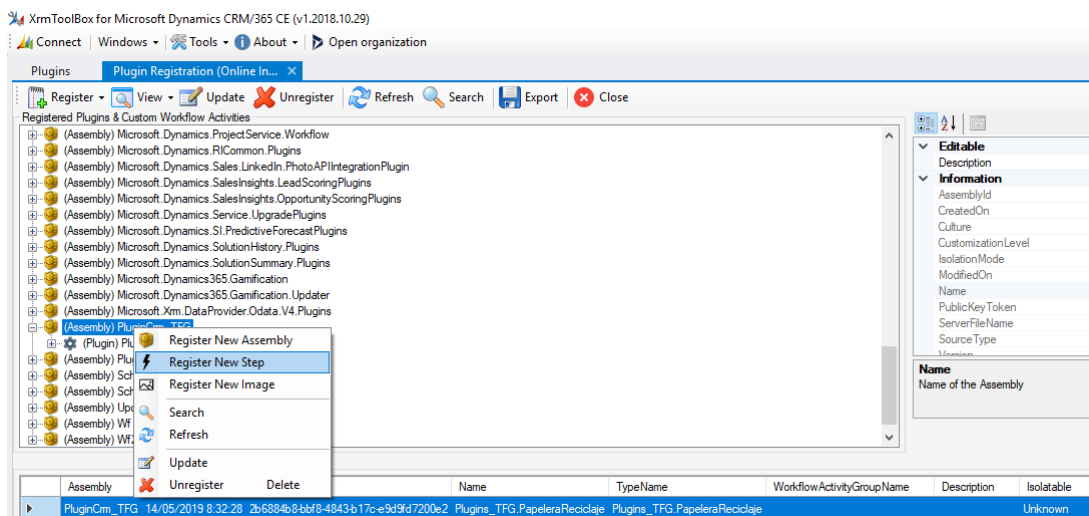 XrmToolBox for Microsoft Dynamics CRM/365 CE (v1.2018.10.29)
Connect Windows Tools About Open organization
Plugins Plugin Registration (Online In...
Register View Update Unregister Refresh Search Export Close
Registered Plugins & Custom Workflow Activities
(Assembly) Microsoft.Dynamics.ProjectService.Workflow
(Assembly) Microsoft.Dynamics.RICommon.Plugins
(Assembly) Microsoft.Dynamics.Sales.LinkedIn.PhotoAPIIntegrationPlugin
(Assembly) Microsoft.Dynamics.SalesInsights.LeadScoringPlugins
(Assembly) Microsoft.Dynamics.SalesInsights.OpportunityScoringPlugins
(Assembly) Microsoft.Dynamics.Service.UpgradePlugins
(Assembly) Microsoft.Dynamics.SI.PredictiveForecastPlugins
(Assembly) Microsoft.Dynamics.SolutionHistory.Plugins
(Assembly) Microsoft.Dynamics.SolutionSummary.Plugins
(Assembly) Microsoft.Dynamics365.Gamification
(Assembly) Microsoft.Dynamics365.Gamification.Updater
(Assembly) Microsoft.Xrm.DataProvider.Odata.V4.Plugins
(Assembly) PluginCrm_TFG
(Plugin) Plu
(Assembly) Plu
(Assembly) Sch
(Assembly) Sch
(Assembly) Upd
(Assembly) Wf
(Assembly) Wf
Register New Assembly
Register New Step
Register New Image
Search
Refresh
Update
Unregister Delete
Editable
Description
Information
AssemblyId
CreatedOn
Culture
CustomizationLevel
IsolationMode
ModifiedOn
Name
PublicKeyToken
ServerFileName
SourceType
Version
Name
Name of the Assembly
Assembly Name TypeName WorkflowActivityGroupName Description Isolatable
PluginCrm_TFG 14/05/2019 8:32:28 2b6884b8-bbf8-4843-b17c-e9d9fd7200e2 Plugins_TFG.PapeleraReciclaje Plugins_TFG.PapeleraReciclaje Unknown